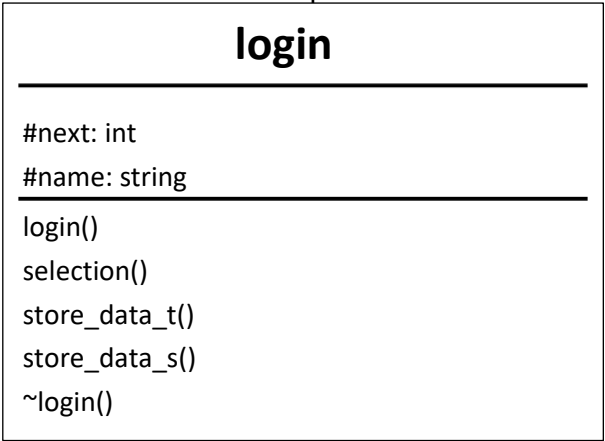 login
#next: int
#name: string
login()
selection()
store_data_t()
store_data_s()
~login()